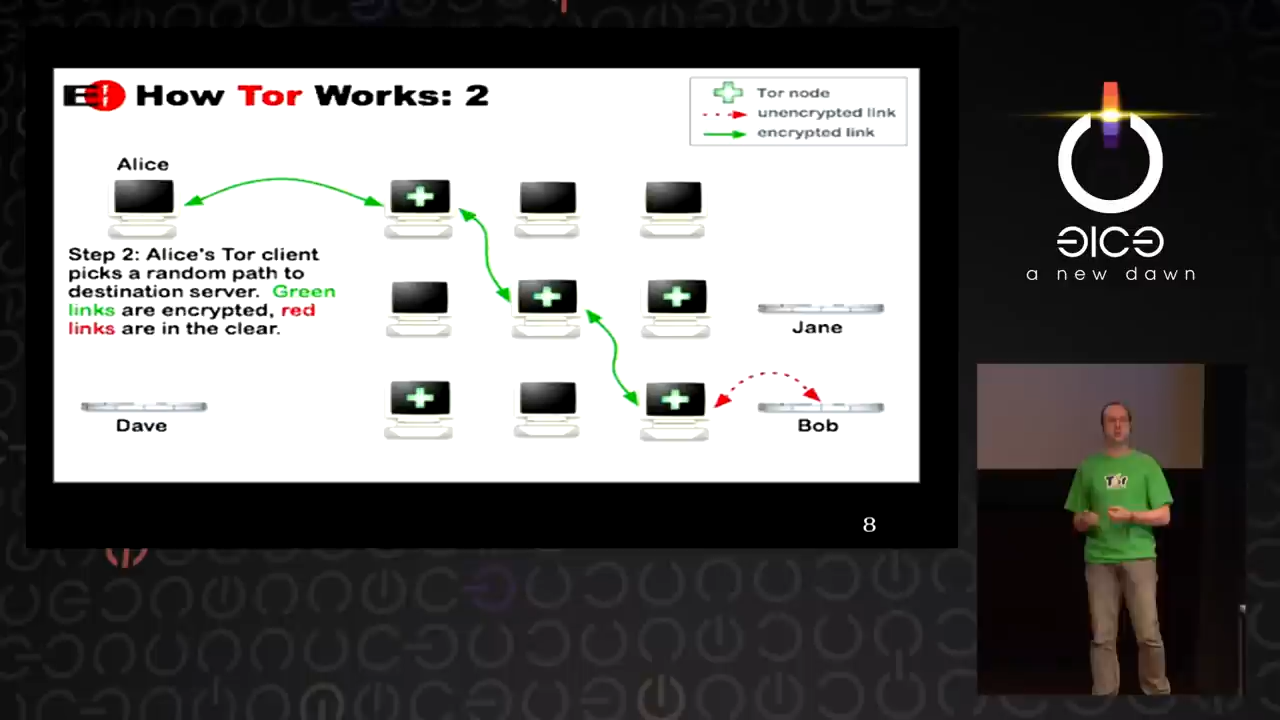 How Tor Works: 2
Tor node
unencrypted link
encrypted link
Alice
Step 2: Alice's Tor client
picks a random path to
destination server. Green
links are encrypted, red
links are in the clear.
Jane
Dave
Bob
8
a new dawn
Tor